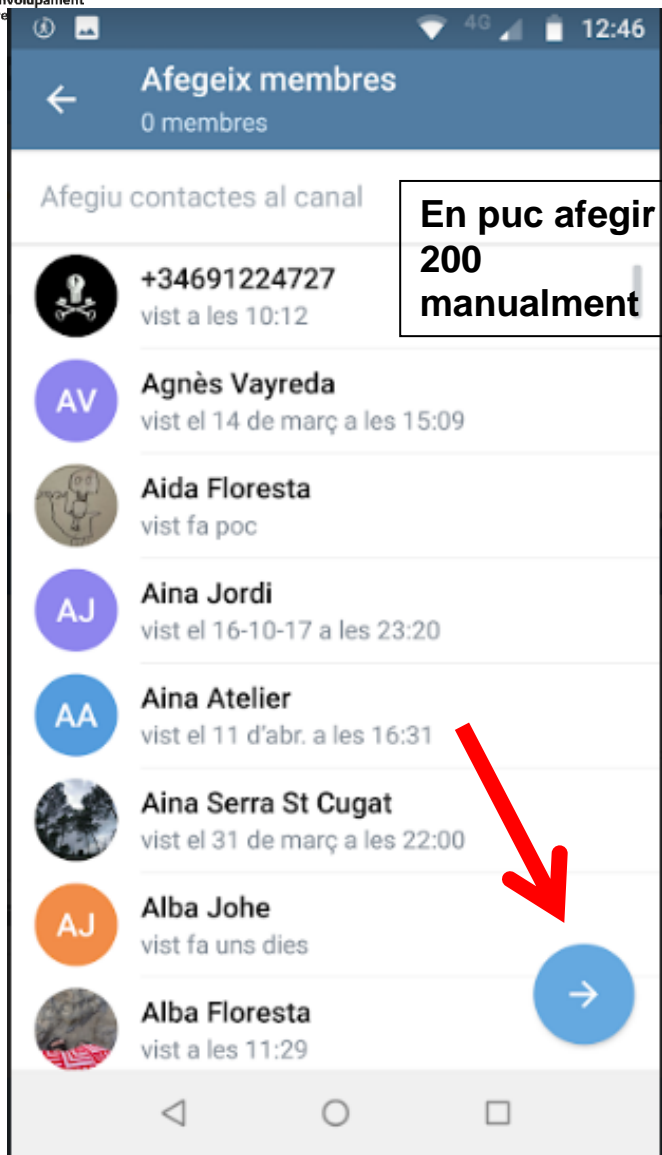 nvolupament
re
4G 12:46
Afegeix membres
0 membres
Afegiu contactes al canal
En puc afegir
200
manualment
+34691224727
vist a les 10:12
AV
Agnès Vayreda
vist el 14 de març a les 15:09
Aida Floresta
vist fa poc
AJ
Aina Jordi
vist el 16-10-17 a les 23:20
AA
Aina Atelier
vist el 11 d'abr. a les 16:31
Aina Serra St Cugat
vist el 31 de març a les 22:00
AJ
Alba Johe
vist fa uns dies
Alba Floresta
vist a les 11:29